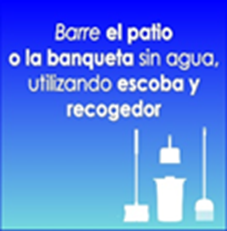 Barre el patio
o la banqueta sin agua,
utilizando escoba y
recogedor